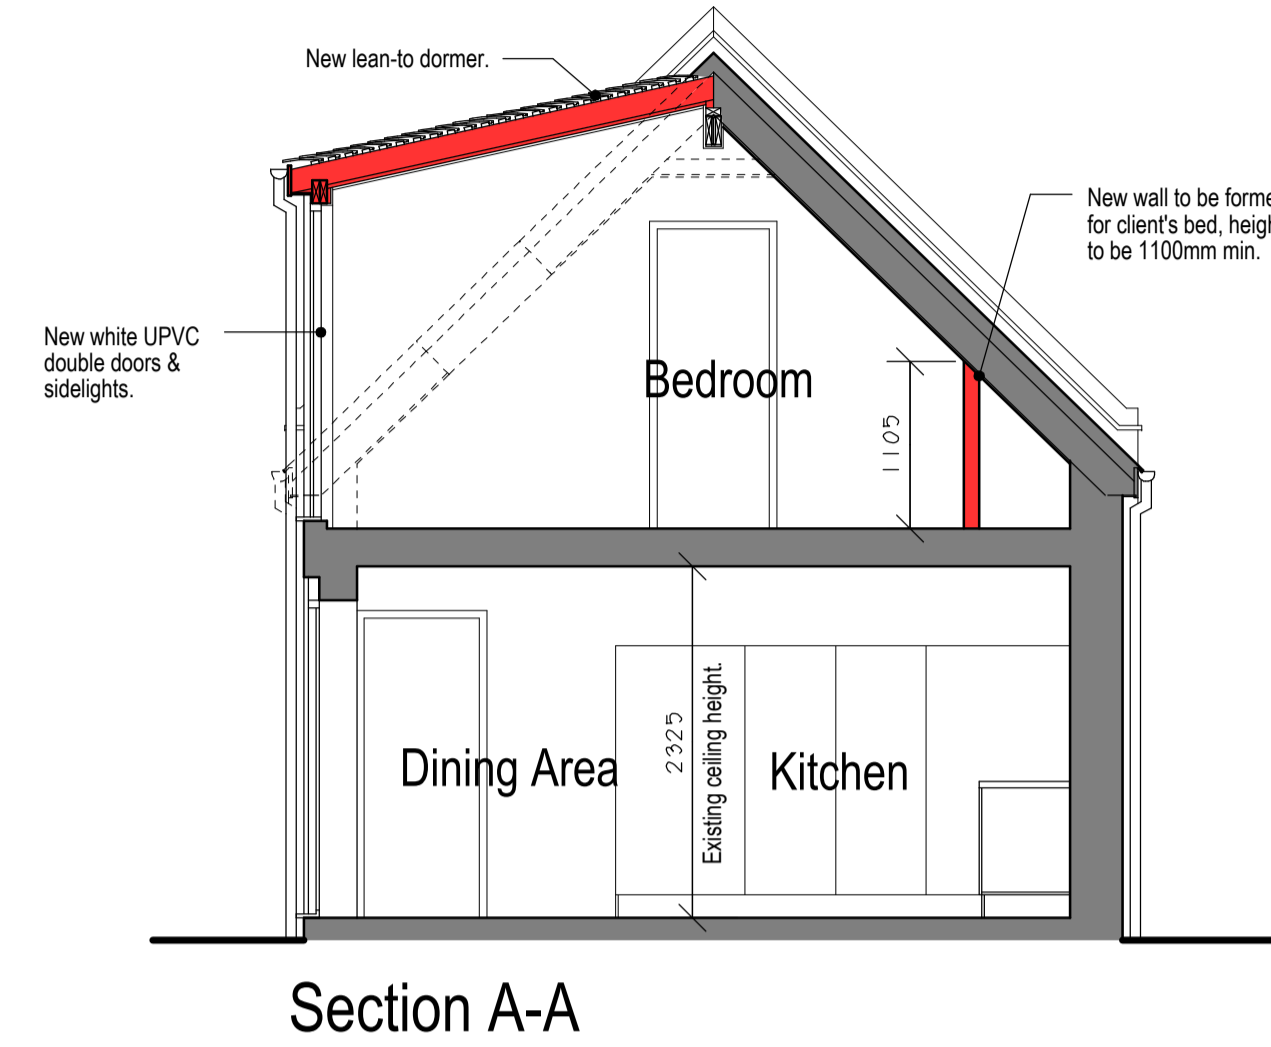 New lean-to dormer.
New wall to be forme
for client's bed, heigh
to be 1100mm min.
New white UPVC
double doors &
sidelights.
Bedroom
1105
Dining Area
2325
Existing ceiling height.
Kitchen
Section A-A